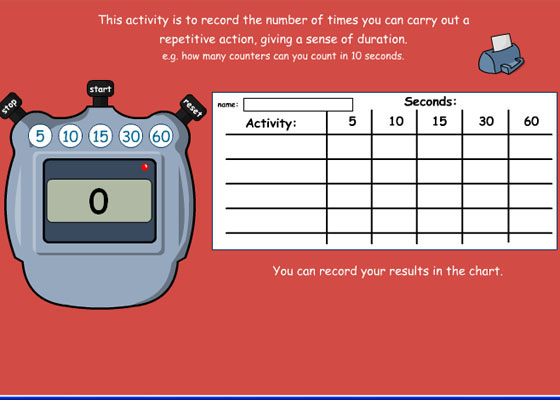 This activity is to record the number of times you can carry out a
repetitive action, giving a sense of duration.
e.g. how many counters can you count in 10 seconds.
stop
start
reset
5 10 15 30 60
0
name:
Seconds:
Activity: 5 10 15 30 60
You can record your results in the chart.